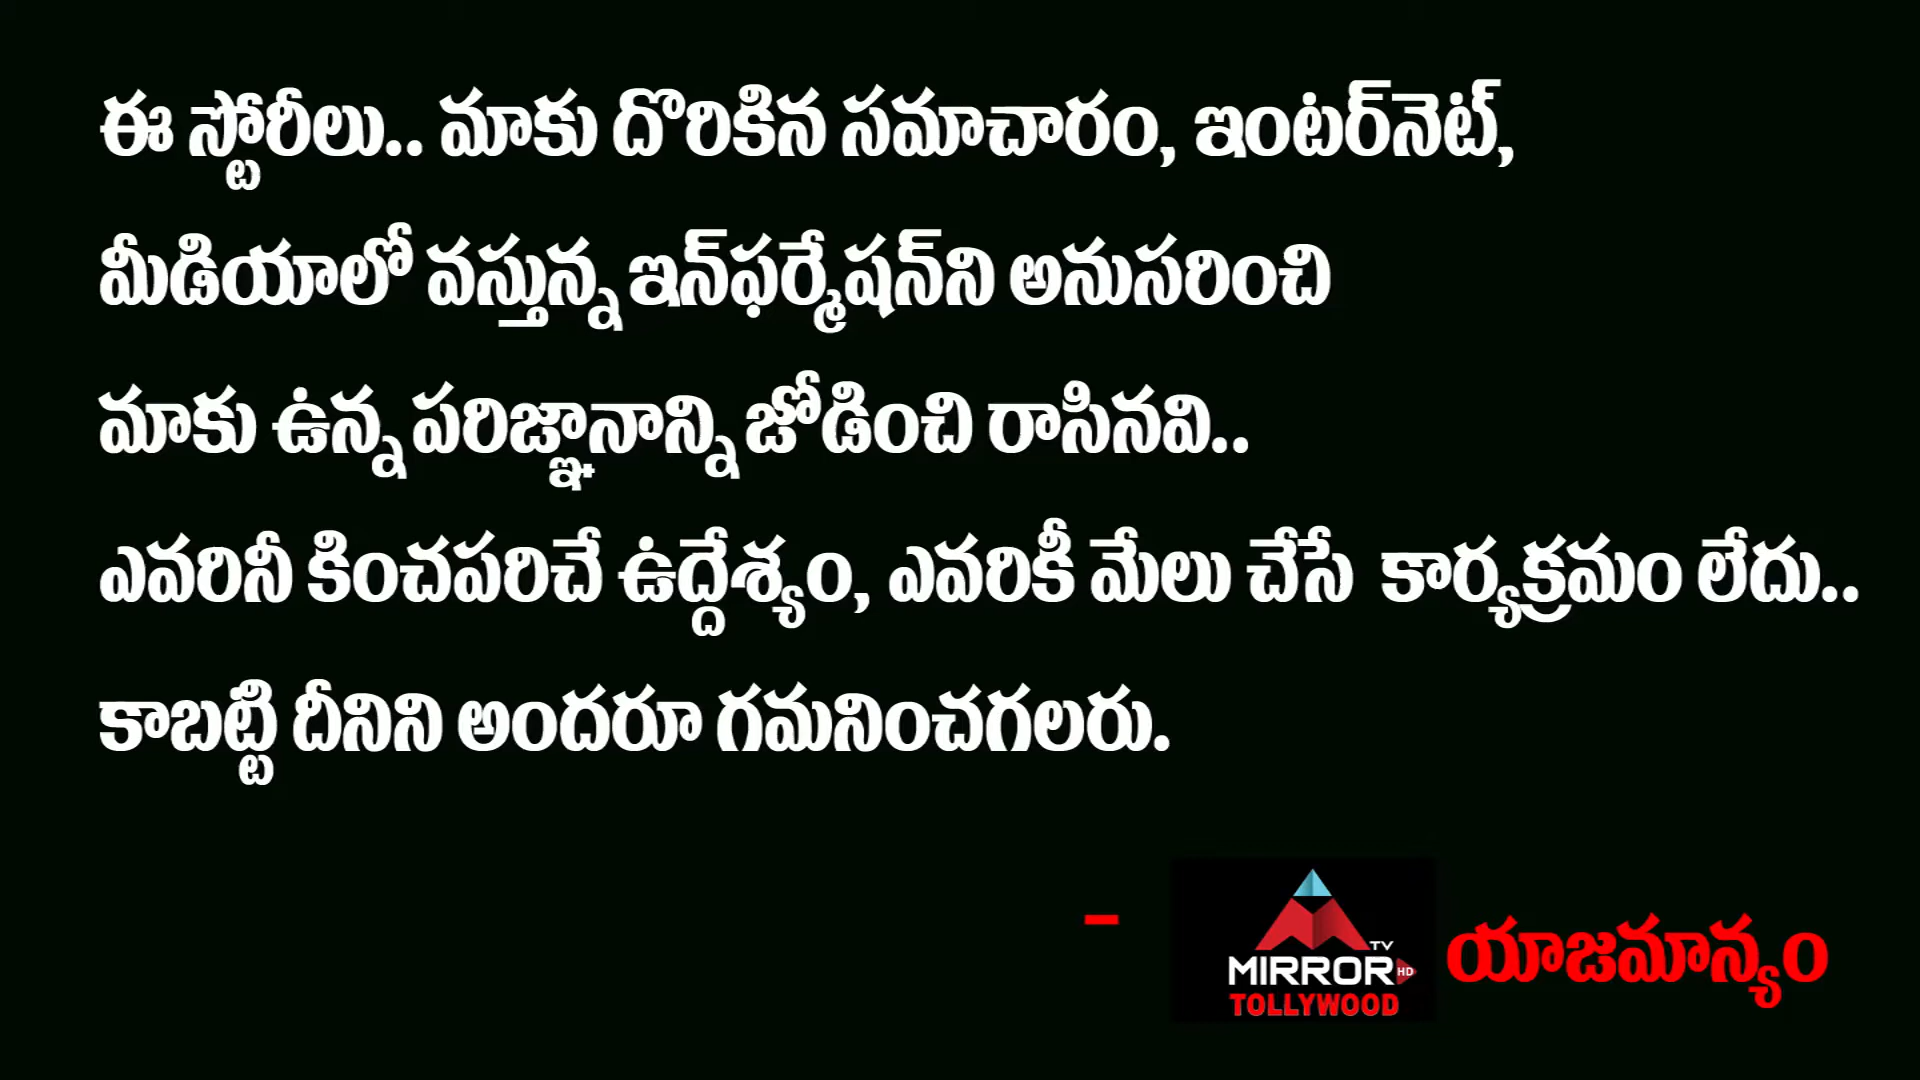 ఈ స్టోరీలు.. మాకు దొరికిన సమాచారం, ఇంటర్‌నెట్,
మీడియాలో వస్తున్న ఇన్‌ఫర్మేషన్‌ని అనుసరించి
మాకు ఉన్న పరిజ్ఞానాన్ని జోడించి రాసినవి..
ఎవరినీ కించపరిచే ఉద్దేశ్యం, ఎవరికీ మేలు చేసే కార్యక్రమం లేదు..
కాబట్టి దీనిని అందరూ గమనించగలరు.
- MIRROR TV HD TOLLYWOOD యాజమాన్యం